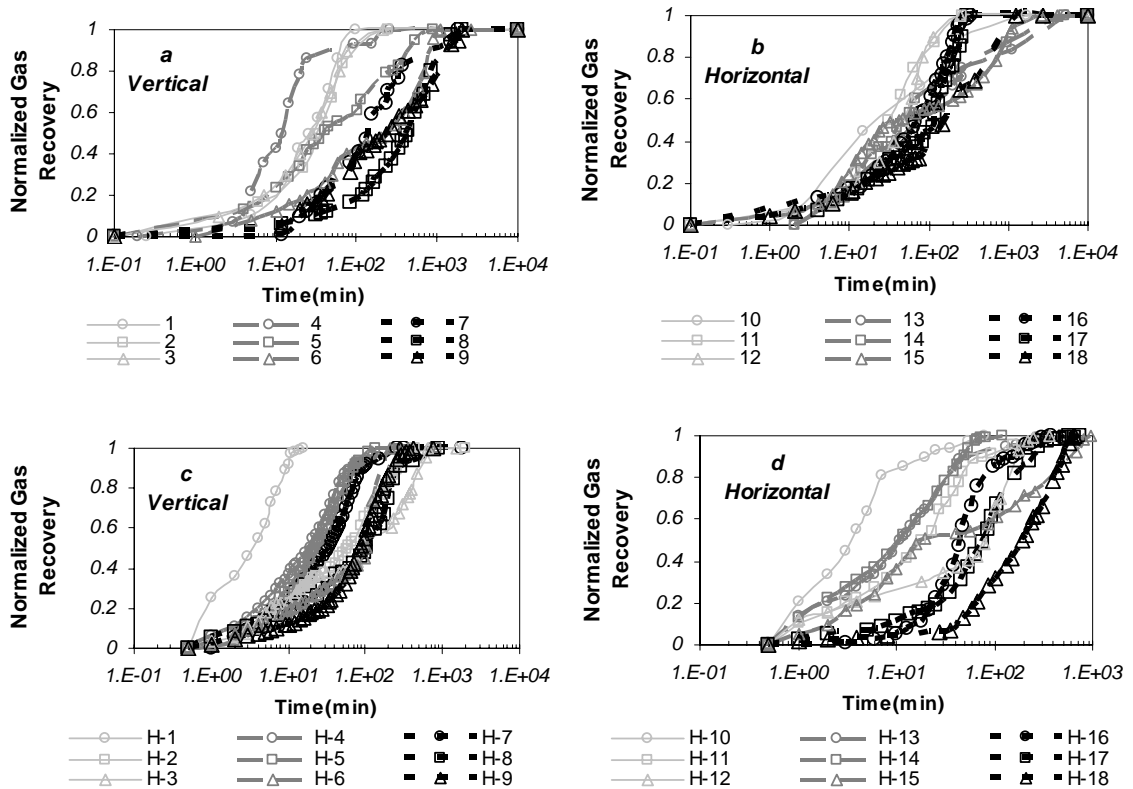 a
Vertical
Normalized Gas
Recovery
1
0.8
0.6
0.4
0.2
0
1.E-01 1.E+00 1.E+01 1.E+02 1.E+03 1.E+04
Time(min)
1 4 7
2 5 8
3 6 9
b
Horizontal
Normalized Gas
Recovery
1
0.8
0.6
0.4
0.2
0
1.E-01 1.E+00 1.E+01 1.E+02 1.E+03 1.E+04
Time(min)
10 13 16
11 14 17
12 15 18
c
Vertical
Normalized Gas
Recovery
1
0.8
0.6
0.4
0.2
0
1.E-01 1.E+00 1.E+01 1.E+02 1.E+03 1.E+04
Time(min)
H-1 H-4 H-7
H-2 H-5 H-8
H-3 H-6 H-9
d
Horizontal
Normalized Gas
Recovery
1
0.8
0.6
0.4
0.2
0
1.E-01 1.E+00 1.E+01 1.E+02 1.E+03
Time(min)
H-10 H-13 H-16
H-11 H-14 H-17
H-12 H-15 H-18